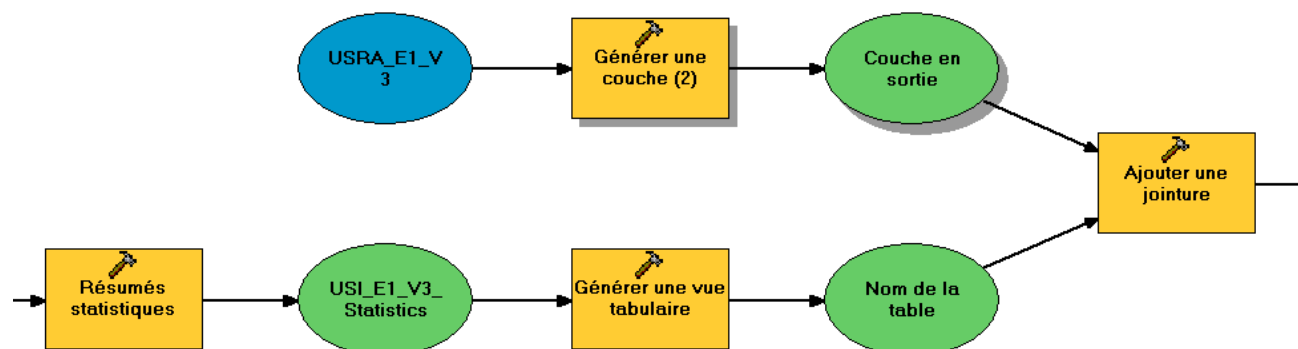 USRA_E1_V
3
Générer une
couche (2)
Couche en
sortie
Ajouter une
jointure
Résumés
statistiques
USI_E1_V3_
Statistics
Générer une vue
tabulaire
Nom de la
table